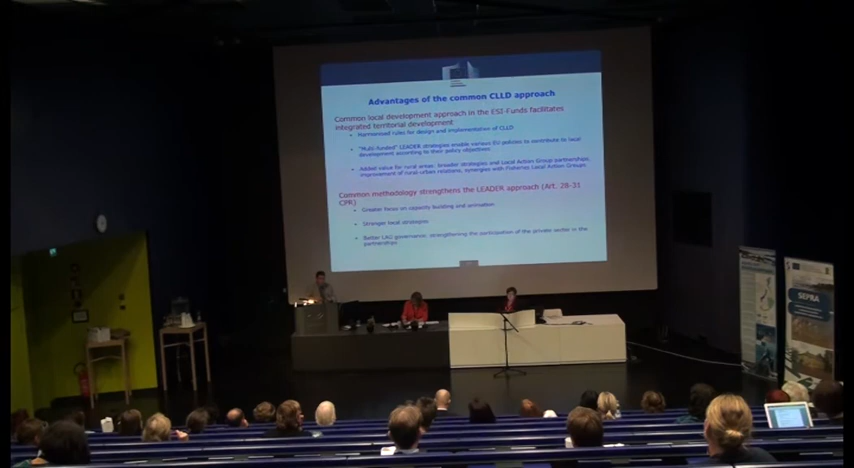 Advantages of the common CLLD approach
Common local development approach in the ESI-Funds facilitates
integrated territorial development
• Harmonised rules for design and implementation of CLLD
• "Multi-funded" LEADER strategies enable various EU policies to contribute to local
development according to their policy objectives
• Added value for rural areas: broader strategies and Local Action Group partnerships,
improvement of rural-urban relations, synergies with Fisheries Local Action Groups
Common methodology strengthens the LEADER approach (Art. 28-31
CPR)
• Greater focus on capacity building and animation
• Stronger local strategies
• Better LAG governance: strengthening the participation of the private sector in the
partnerships
SEPRA